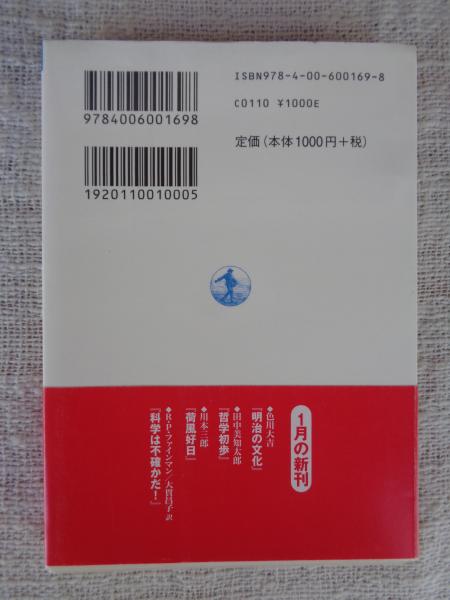 ISBN978-4-00-600169-8
C0110 ¥1000E
定価(本体1000円+税)
9784006001698
1920110010005
1月の新刊
◆色川大吉
『明治の文化』
◆田中美知太郎
『哲学初歩』
◆川本三郎
『荷風好日』
◆R・P・ファインマン/大貫昌子訳
『科学は不確かだ!』